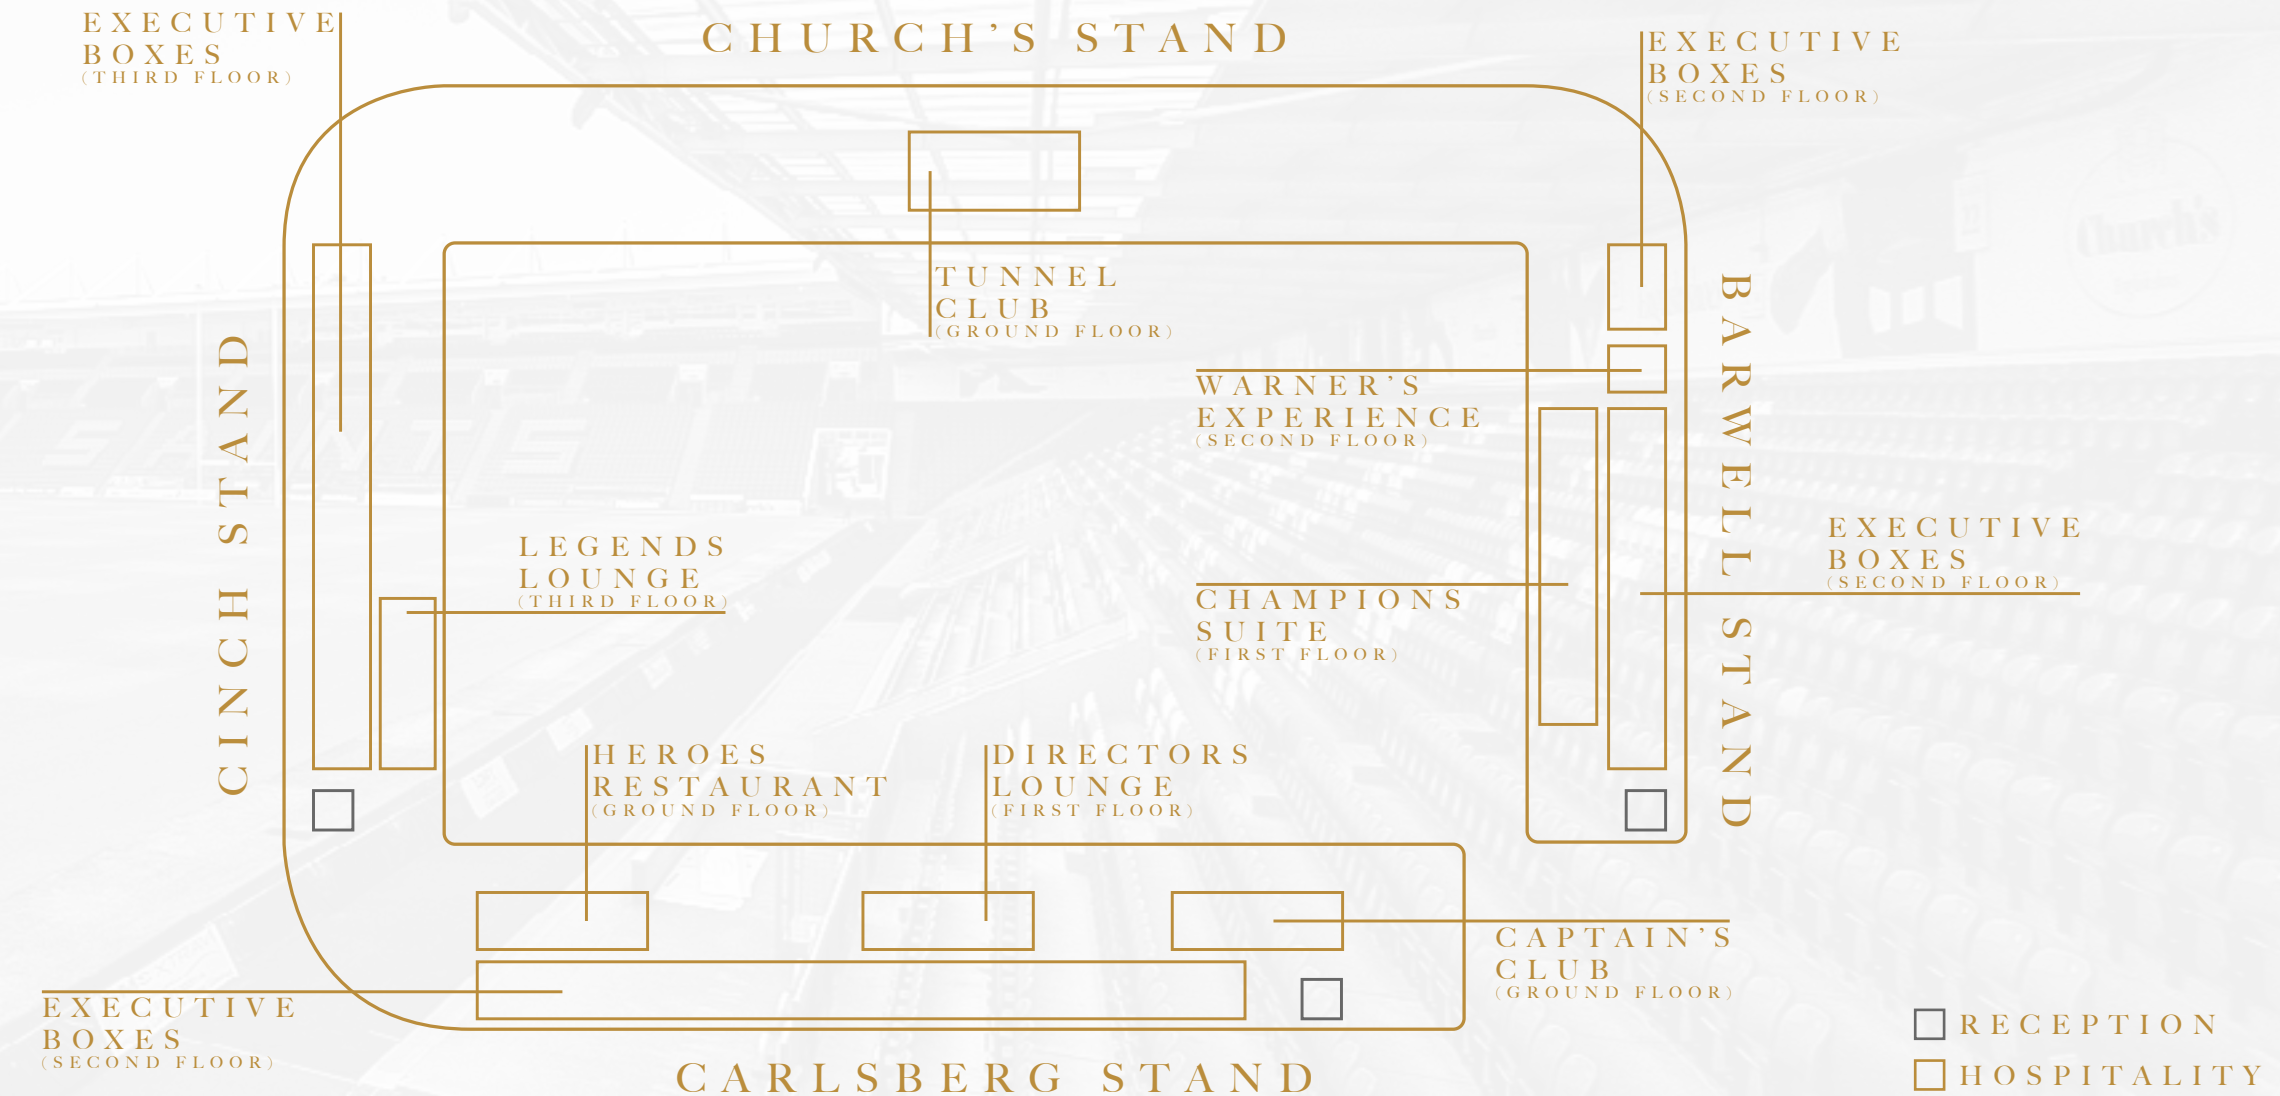 EXECUTIVE
BOXES
(THIRD FLOOR)
CHURCH'S STAND
EXECUTIVE
BOXES
(SECOND FLOOR)
TUNNEL
CLUB
(GROUND FLOOR)
WARNER'S
EXPERIENCE
(SECOND FLOOR)
CINCH STAND
BARWELL STAND
LEGENDS
LOUNGE
(THIRD FLOOR)
CHAMPIONS
SUITE
(FIRST FLOOR)
EXECUTIVE
BOXES
(SECOND FLOOR)
HEROES
RESTAURANT
(GROUND FLOOR)
DIRECTORS
LOUNGE
(FIRST FLOOR)
CAPTAIN'S
CLUB
(GROUND FLOOR)
EXECUTIVE
BOXES
(SECOND FLOOR)
CARLSBERG STAND
RECEPTION
HOSPITALITY
Church's
SAINTS